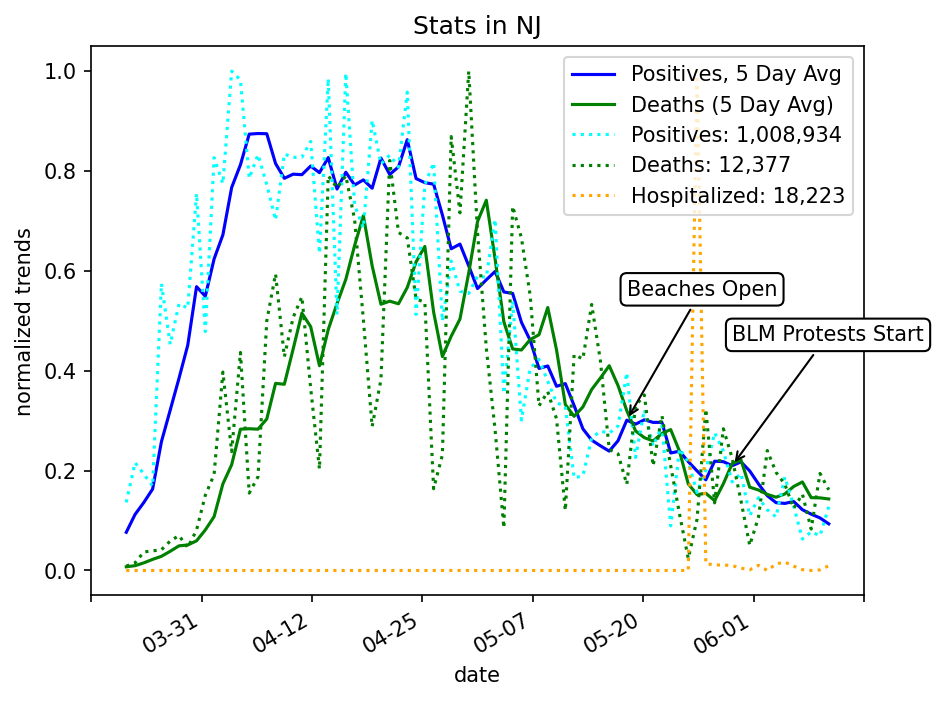 Stats in NJ
1.0
0.8
0.6
0.4
0.2
0.0
normalized trends
Positives, 5 Day Avg
Deaths (5 Day Avg)
Positives: 1,008,934
Deaths: 12,377
Hospitalized: 18,223
Beaches Open
BLM Protests Start
03-31
04-12
04-25
05-07
05-20
06-01
date